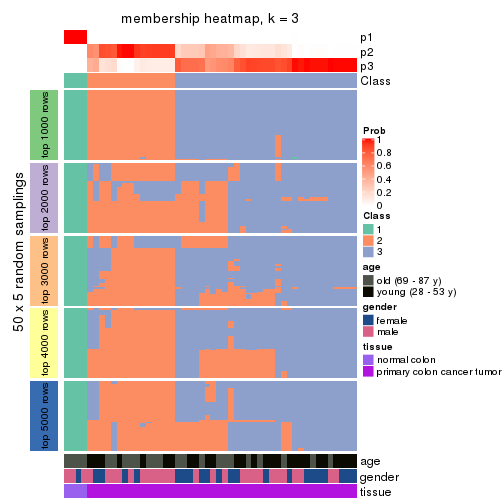 membership heatmap, k = 3
p1
p2
p3
Class
50 x 5 random samplings
top 1000 rows
top 2000 rows
top 3000 rows
top 4000 rows
top 5000 rows
age
gender
tissue
Prob
1
0.8
0.6
0.4
0.2
0
Class
1
2
3
age
old (69 - 87 y)
young (28 - 53 y)
gender
female
male
tissue
normal colon
primary colon cancer tumor